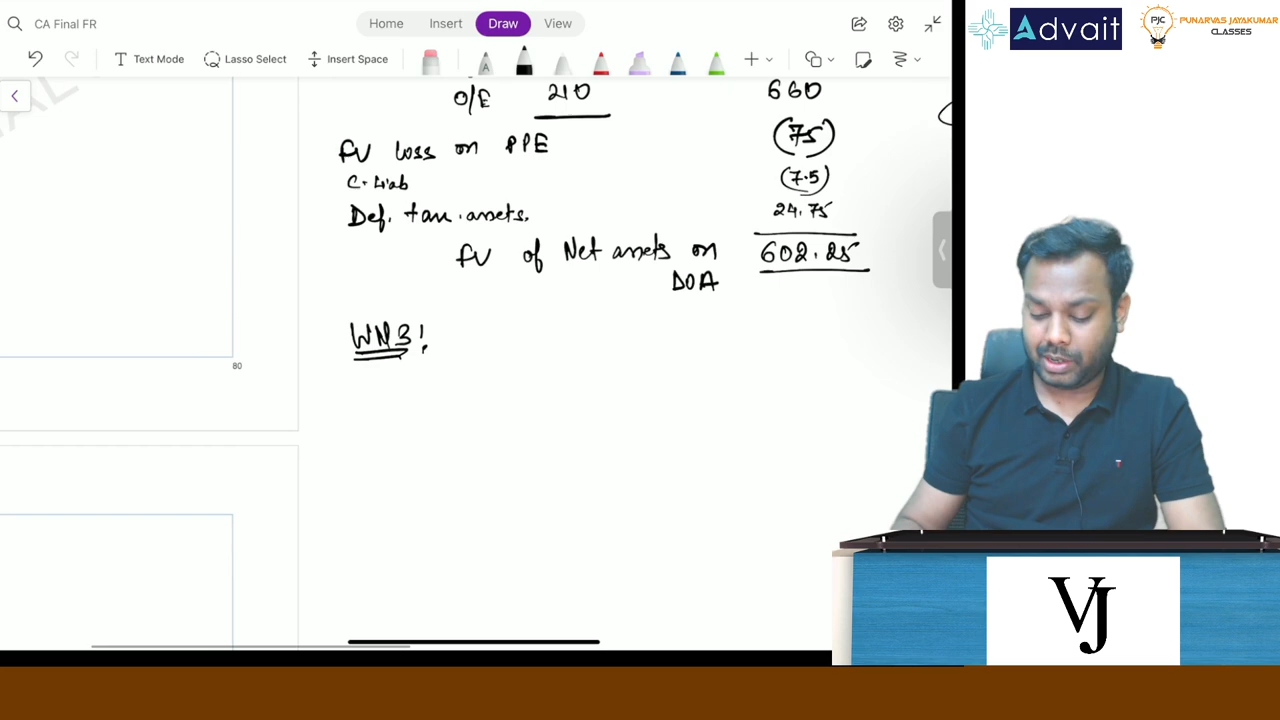 CA Final FR
Home Insert Draw View
Advait
PJC
PUNARVAS JAYAKUMAR
CLASSES
Text Mode
Lasso Select
Insert Space
O/E 210 660
FV loss on PPE (75)
C. Liab (7.5)
Def. tax. assets. 24.75
FV of Net assets on 602.25
DOA
WN3:
80
VJ